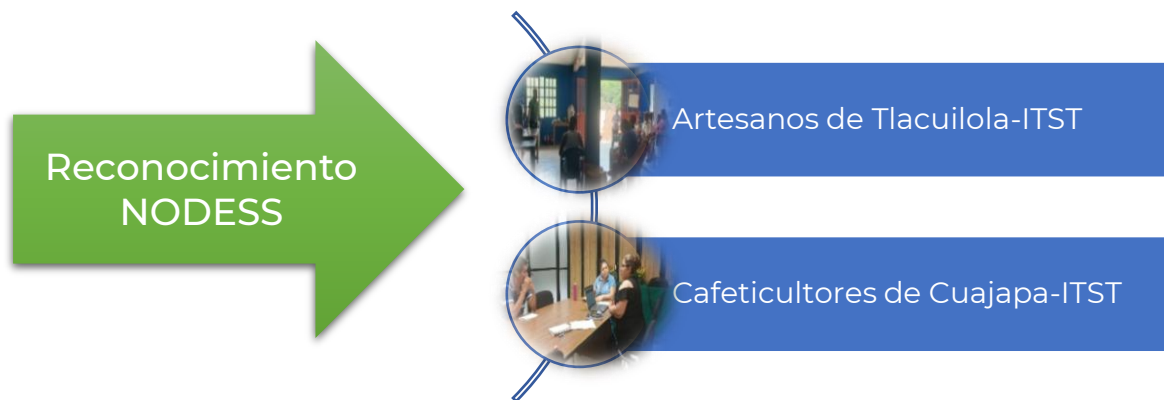 Reconocimiento
NODESS
Artesanos de Tlacuilola-ITST
Cafeticultores de Cuajapa-ITST